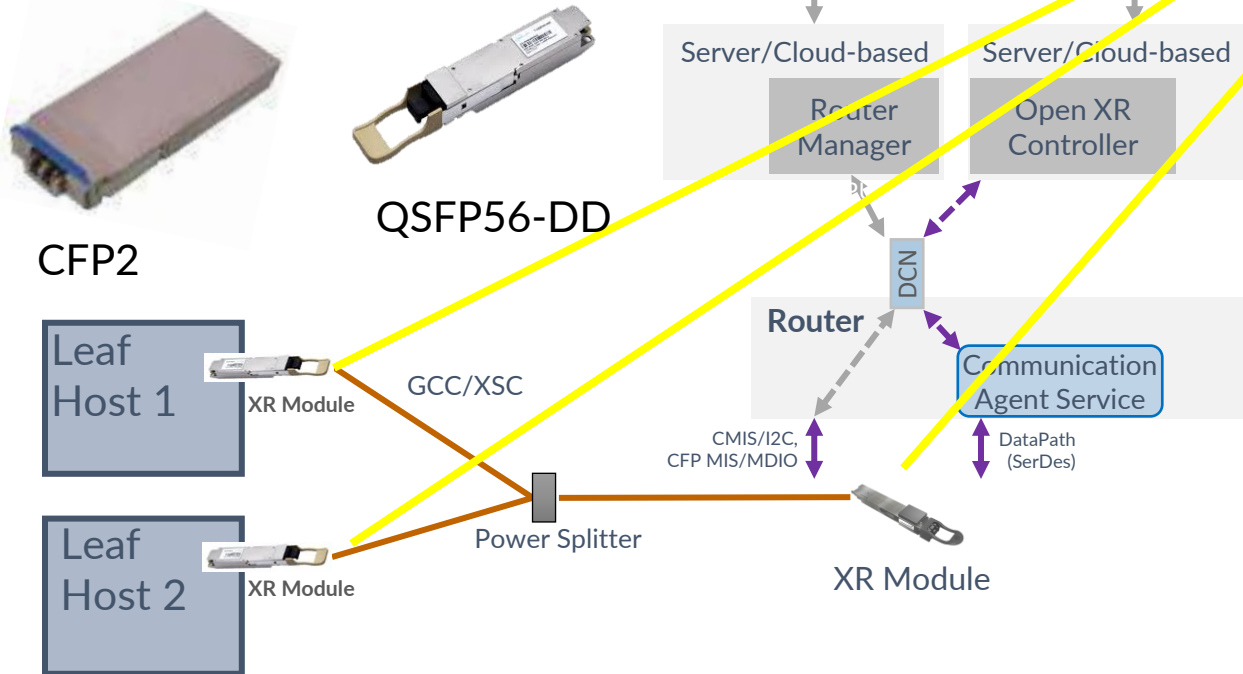 Server/Cloud-based
Server/Cloud-based
Router
Manager
Open XR
Controller
QSFP56-DD
CFP2
DCN
Router
Leaf
Host 1
XR Module
GCC/XSC
Communication
Agent Service
CMIS/I2C,
CFP MIS/MDIO
DataPath
(SerDes)
Leaf
Host 2
XR Module
Power Splitter
XR Module